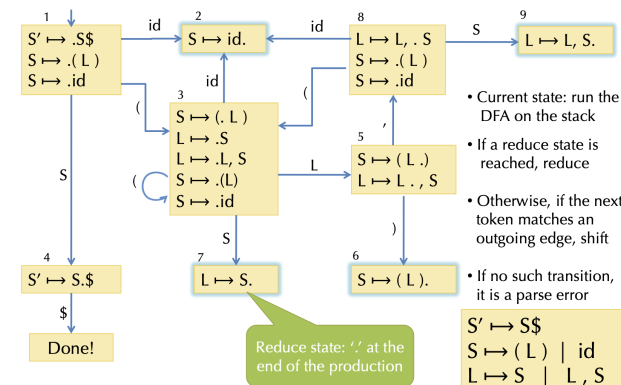 1
S′ ↦ .S$
S ↦ .( L )
S ↦ .id
id
2
S ↦ id.
id
8
L ↦ L, . S
S ↦ .( L )
S ↦ .id
S
9
L ↦ L, S.
(
id
(
3
S ↦ (. L )
L ↦ .S
L ↦ .L, S
S ↦ .(L)
S ↦ .id
(
L
5
S ↦ ( L .)
L ↦ L . , S
,
S
S
)
4
S′ ↦ S.$
7
L ↦ S.
6
S ↦ ( L ).
$
Done!
Reduce state: ‘.’ at the
end of the production
• Current state: run the
DFA on the stack
• If a reduce state is
reached, reduce
• Otherwise, if the next
token matches an
outgoing edge, shift
• If no such transition,
it is a parse error
S′ ↦ S$
S ↦ ( L ) | id
L ↦ S | L , S